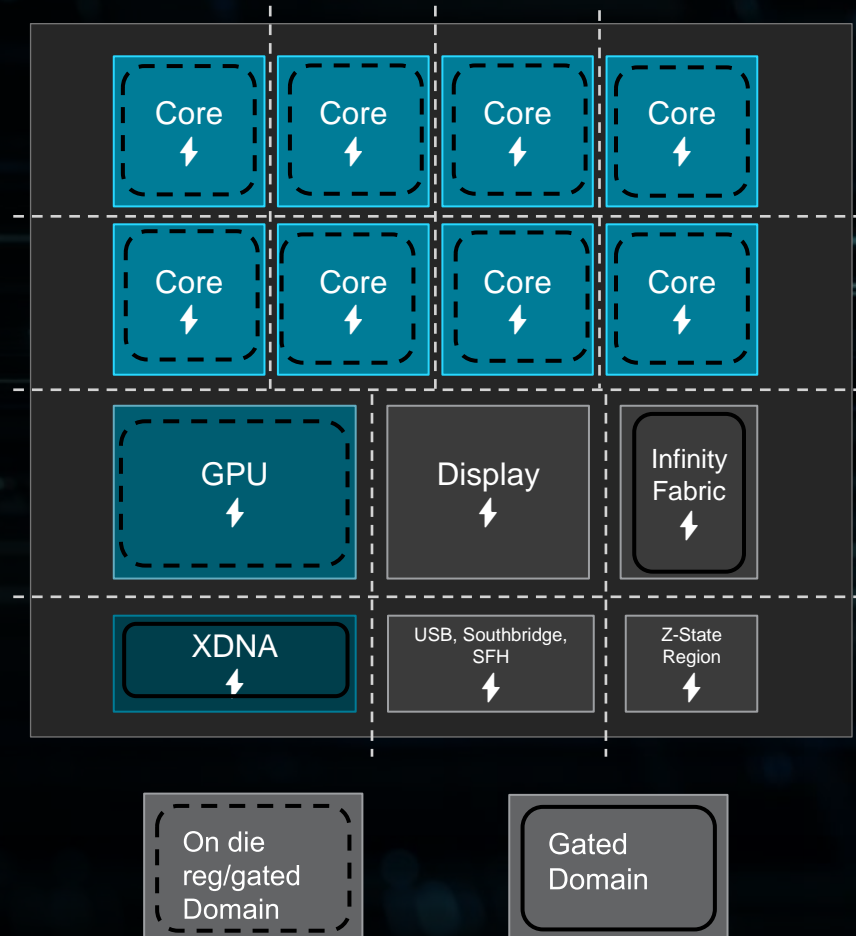 Core
Core
Core
Core
Core
Core
Core
Core
GPU
Display
Infinity
Fabric
XDNA
USB, Southbridge,
SFH
Z-State
Region
On die
reg/gated
Domain
Gated
Domain